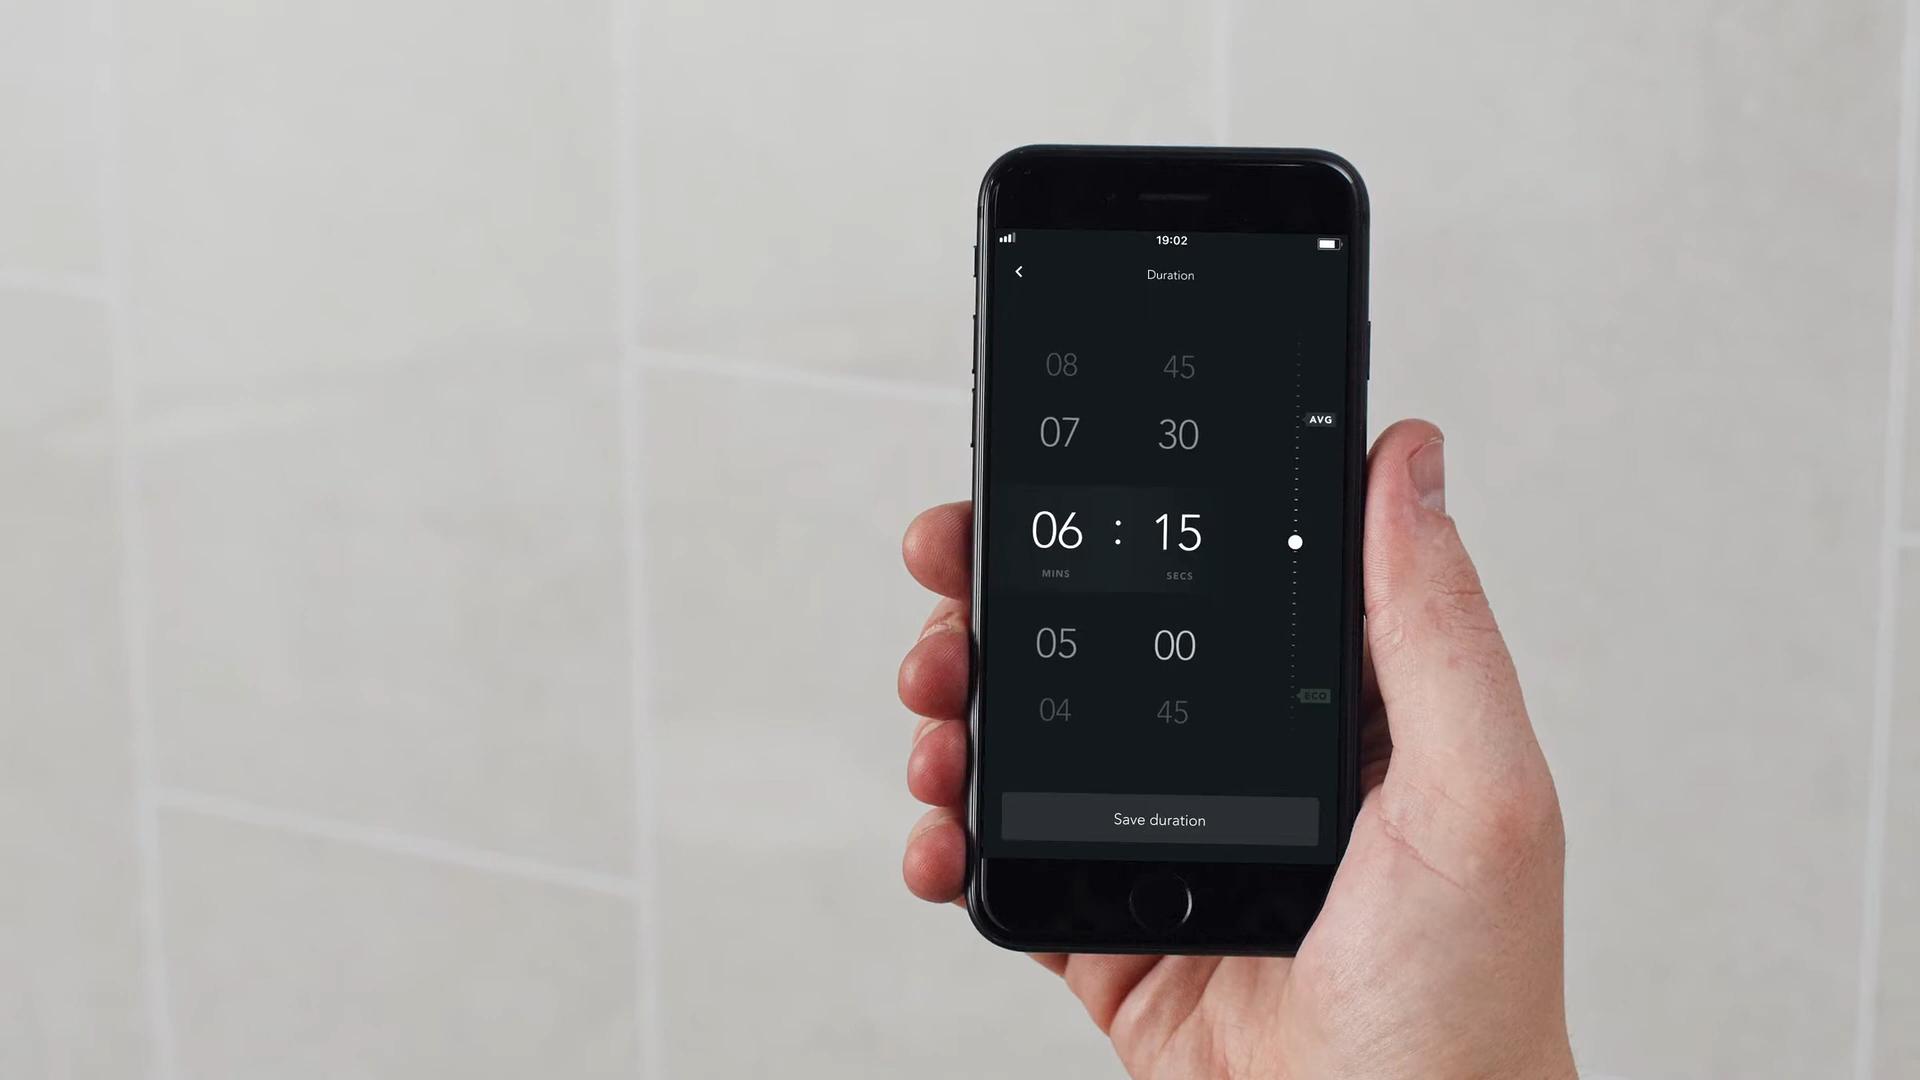 19:02
Duration
08 45
07 30
AVG
06 : 15
MINS SECS
05 00
ECO
04 45
Save duration